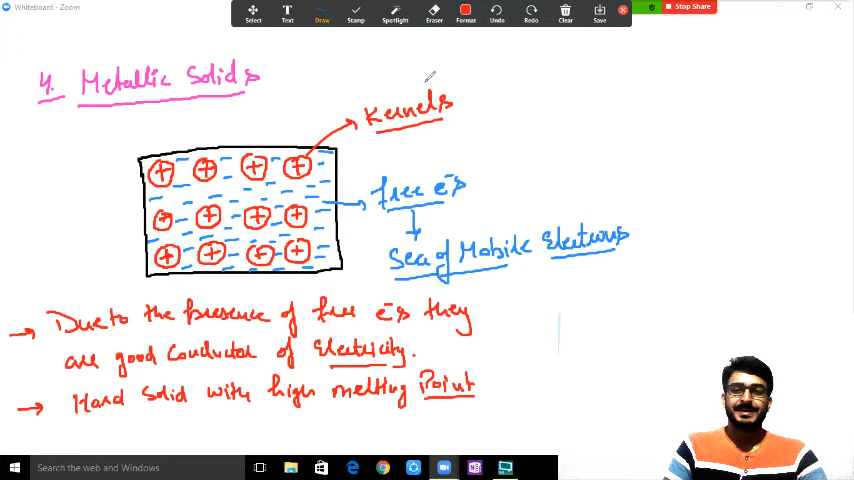 Whiteboard - Zoom
Stop Share
Select Text Draw Stamp Spotlight Eraser Format Undo Redo Clear Save
4. Metallic Solids
Kernels
free e⁻s
Sea of Mobile Electrons
→ Due to the presence of free e⁻s they
are good conductor of Electricity.
→ Hard Solid with high melting Point
Search the web and Windows